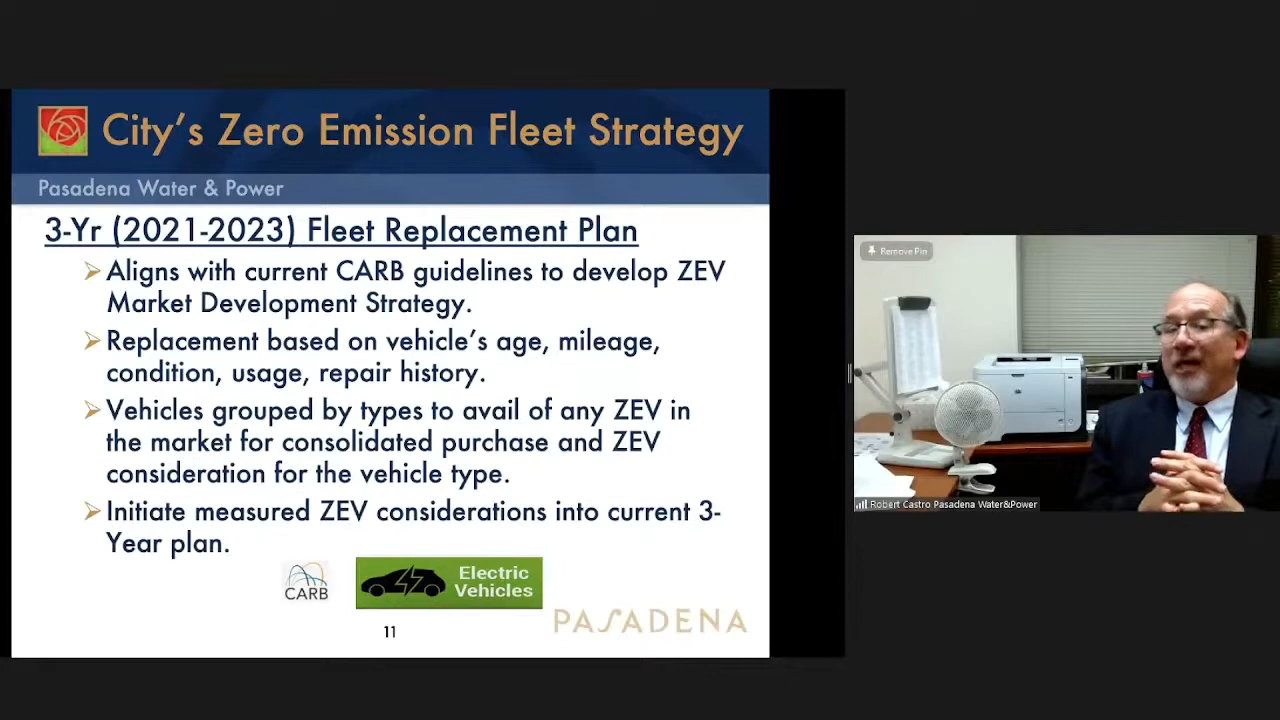 City's Zero Emission Fleet Strategy
Pasadena Water & Power
3-Yr (2021-2023) Fleet Replacement Plan
Aligns with current CARB guidelines to develop ZEV
Market Development Strategy.
Replacement based on vehicle's age, mileage,
condition, usage, repair history.
Vehicles grouped by types to avail of any ZEV in
the market for consolidated purchase and ZEV
consideration for the vehicle type.
Initiate measured ZEV considerations into current 3-
Year plan.
CARB
Electric
Vehicles
PASADENA
11
Remove Pin
Robert Castro Pasadena Water&Power